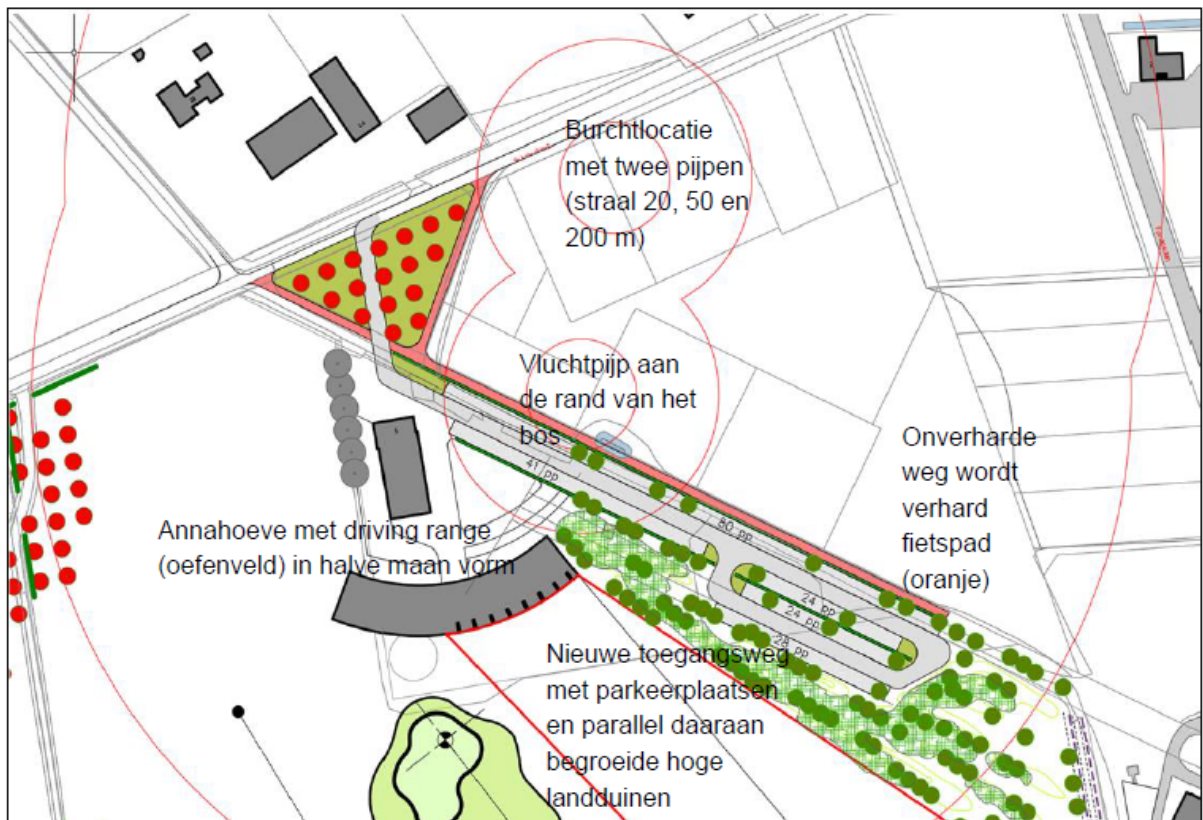 Burchtlocatie
met twee pijpen
(straal 20, 50 en
200 m)
Vluchtpijp aan
de rand van het
bos
Onverharde
weg wordt
verhard
fietspad
(oranje)
41 pp
80 pp
24 pp
24 pp
28 pp
Annahoeve met driving range
(oefenveld) in halve maan vorm
Nieuwe toegangsweg
met parkeerplaatsen
en parallel daaraan
begroeide hoge
landduinen